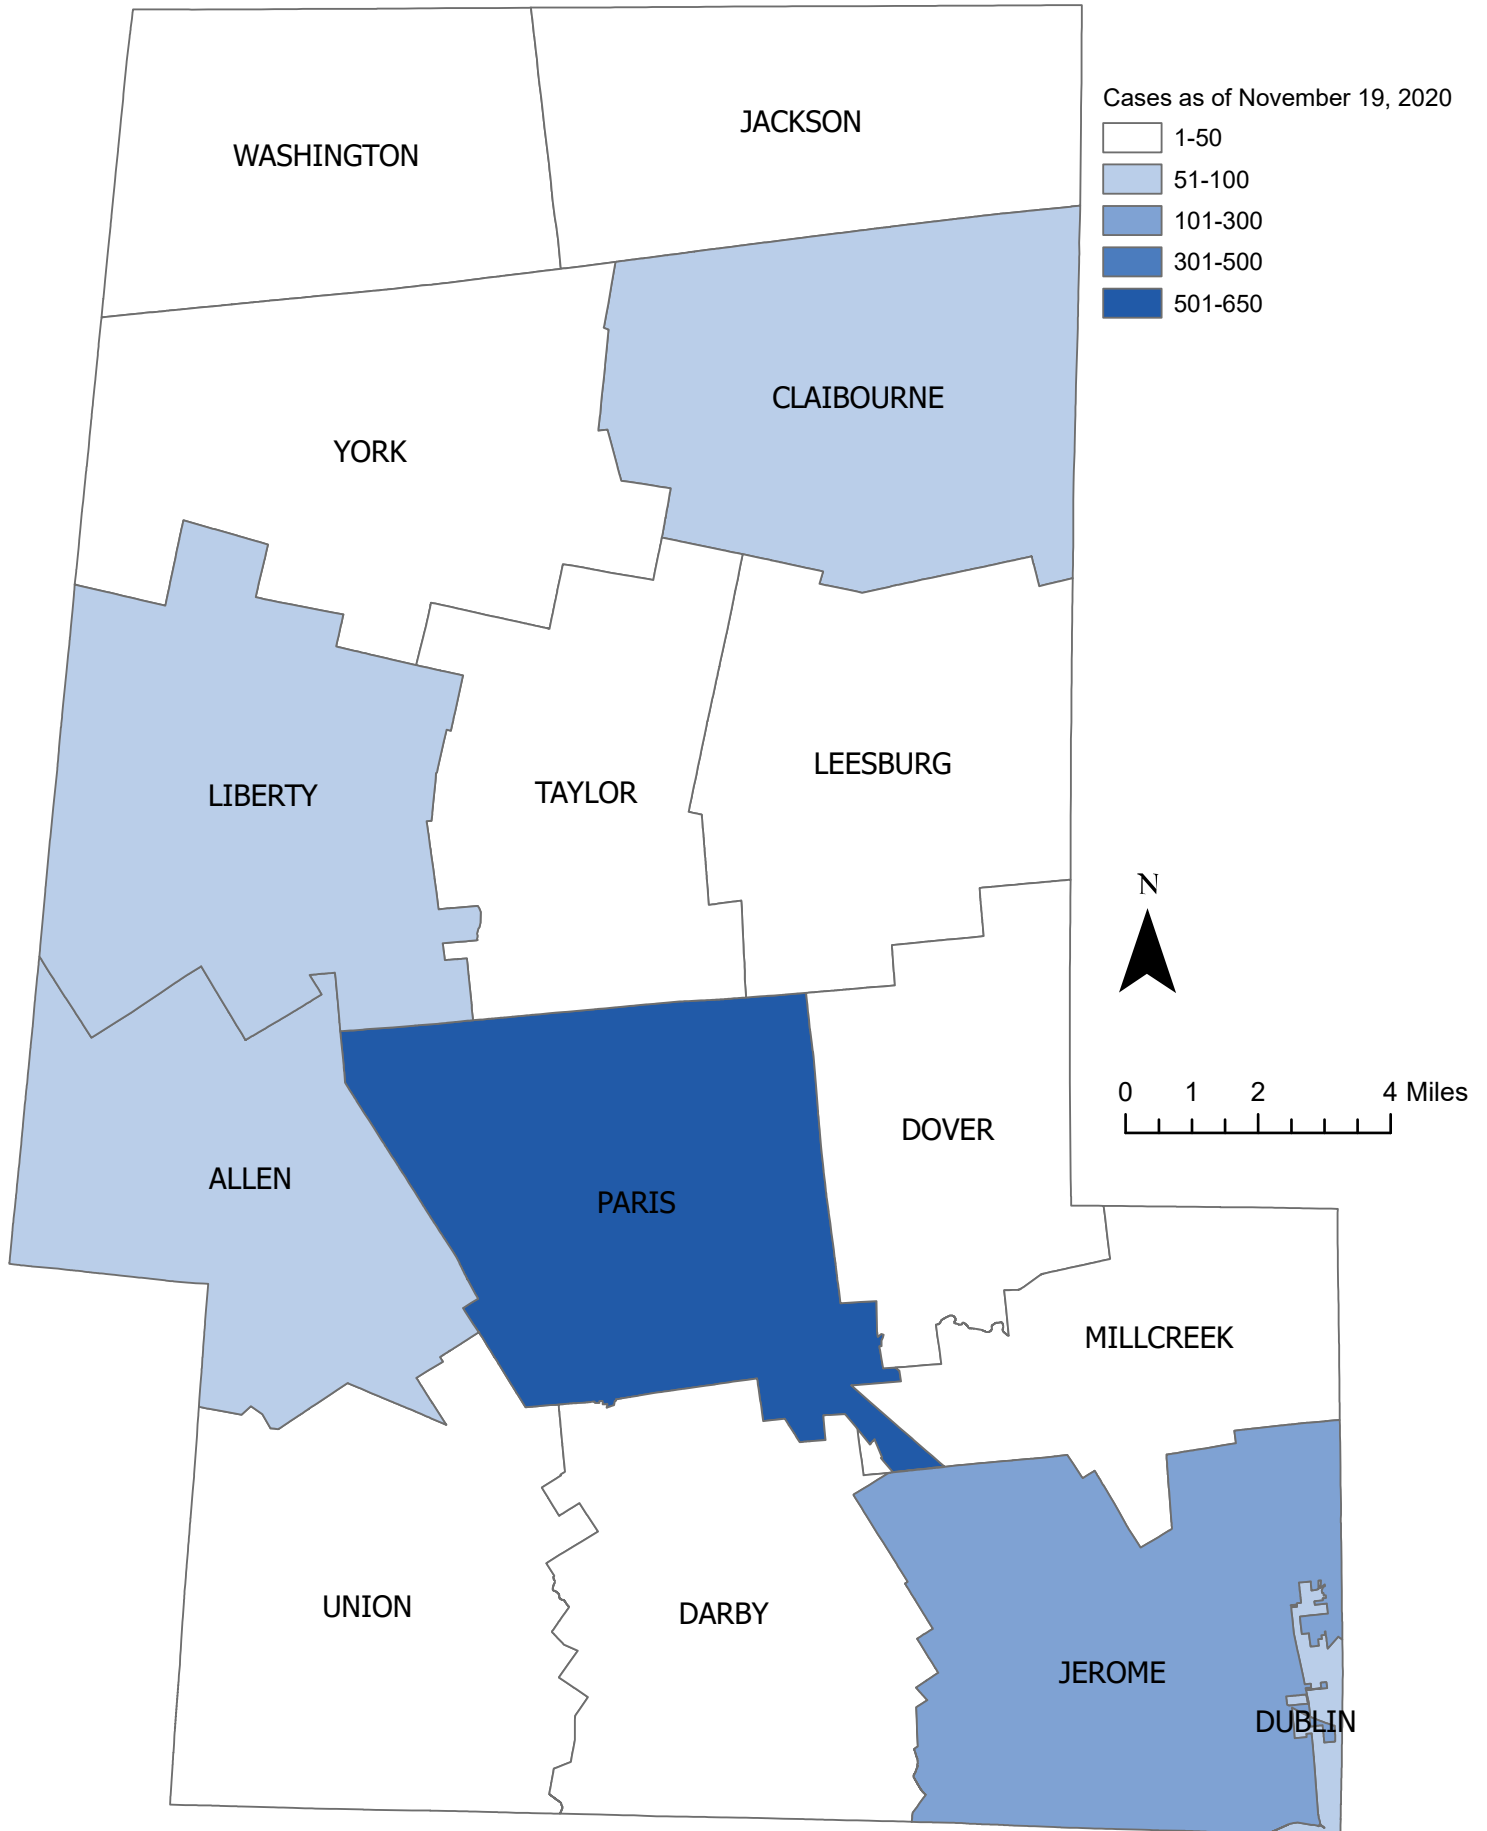 Cases as of November 19, 2020
1-50
51-100
101-300
301-500
501-650
WASHINGTON
JACKSON
CLAIBOURNE
YORK
LIBERTY
TAYLOR
LEESBURG
N
0 1 2 4 Miles
ALLEN
PARIS
DOVER
MILLCREEK
UNION
DARBY
JEROME
DUBLIN